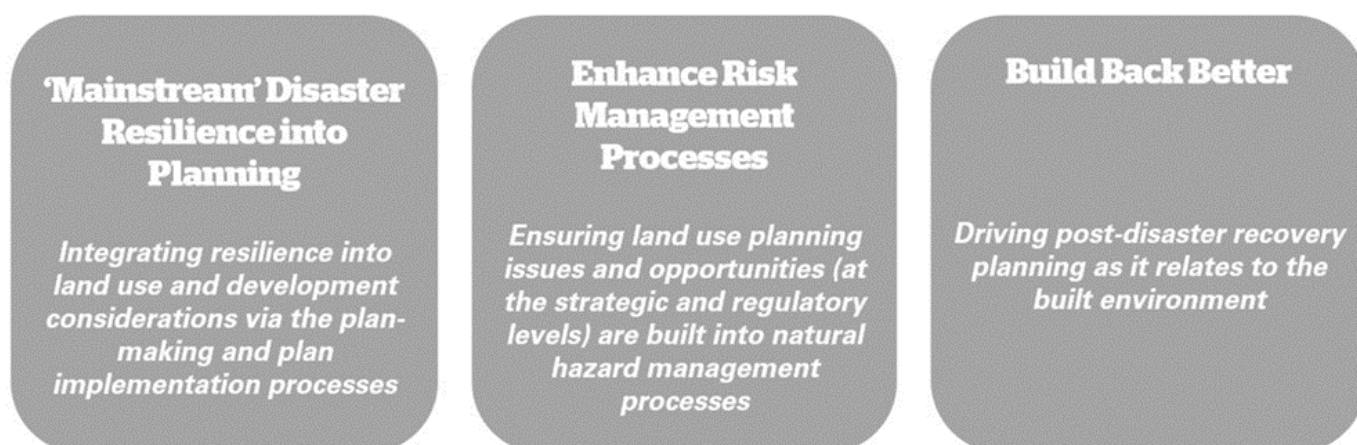 ‘Mainstream’ Disaster
Resilience into
Planning
Integrating resilience into
land use and development
considerations via the plan-
making and plan
implementation processes
Enhance Risk
Management
Processes
Ensuring land use planning
issues and opportunities (at
the strategic and regulatory
levels) are built into natural
hazard management
processes
Build Back Better
Driving post-disaster recovery
planning as it relates to the
built environment